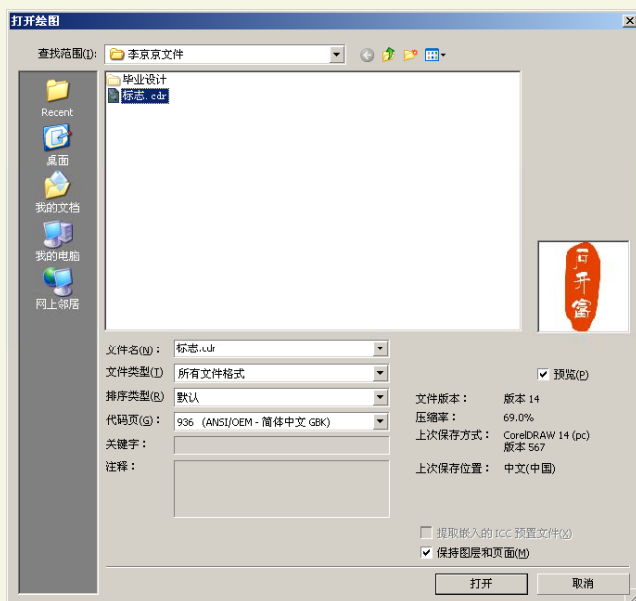 打开绘图
查找范围(I): 李京京文件
毕业设计
标志.cdr
Recent
桌面
我的文档
我的电脑
网上邻居
开富
文件名(N): 标志.cdr
文件类型(T) 所有文件格式
预览(P)
排序类型(R) 默认
文件版本: 版本 14
代码页(G): 936 (ANSI/OEM - 简体中文 GBK)
压缩率: 69.0%
关键字:
上次保存方式: CorelDRAW 14 (pc)
版本 567
注释:
上次保存位置: 中文(中国)
提取嵌入的 ICC 预置文件(X)
保持图层和页面(M)
打开
取消